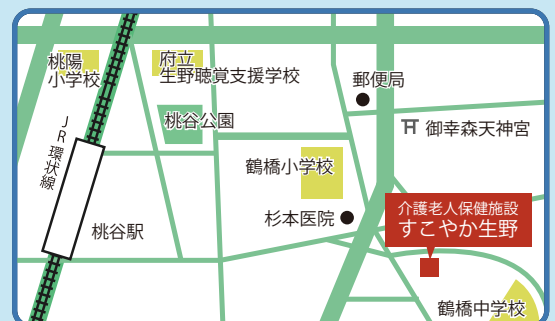 桃陽
小学校
府立
生野聴覚支援学校
郵便局
桃谷公園
御幸森天神宮
JR環状線
鶴橋小学校
介護老人保健施設
すこやか生野
杉本医院
桃谷駅
鶴橋中学校